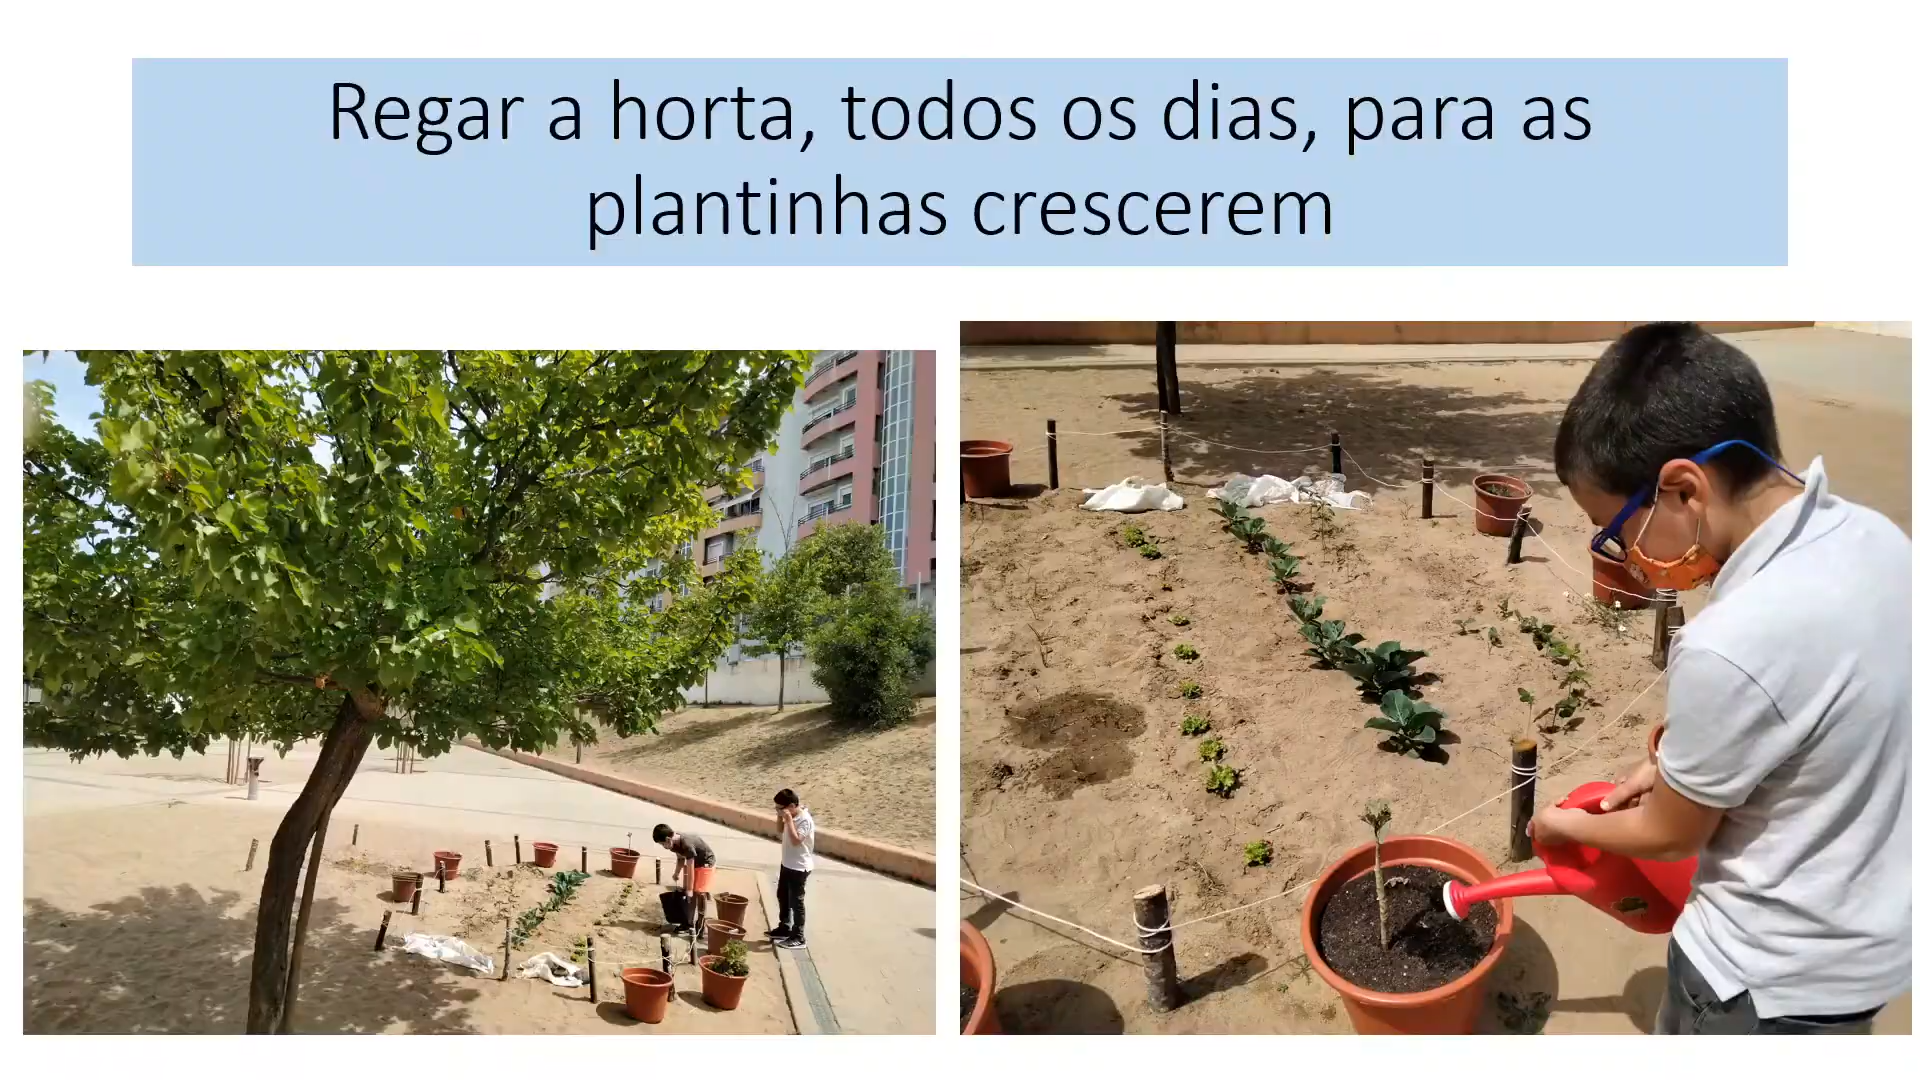 Regar a horta, todos os dias, para as
plantinhas crescerem